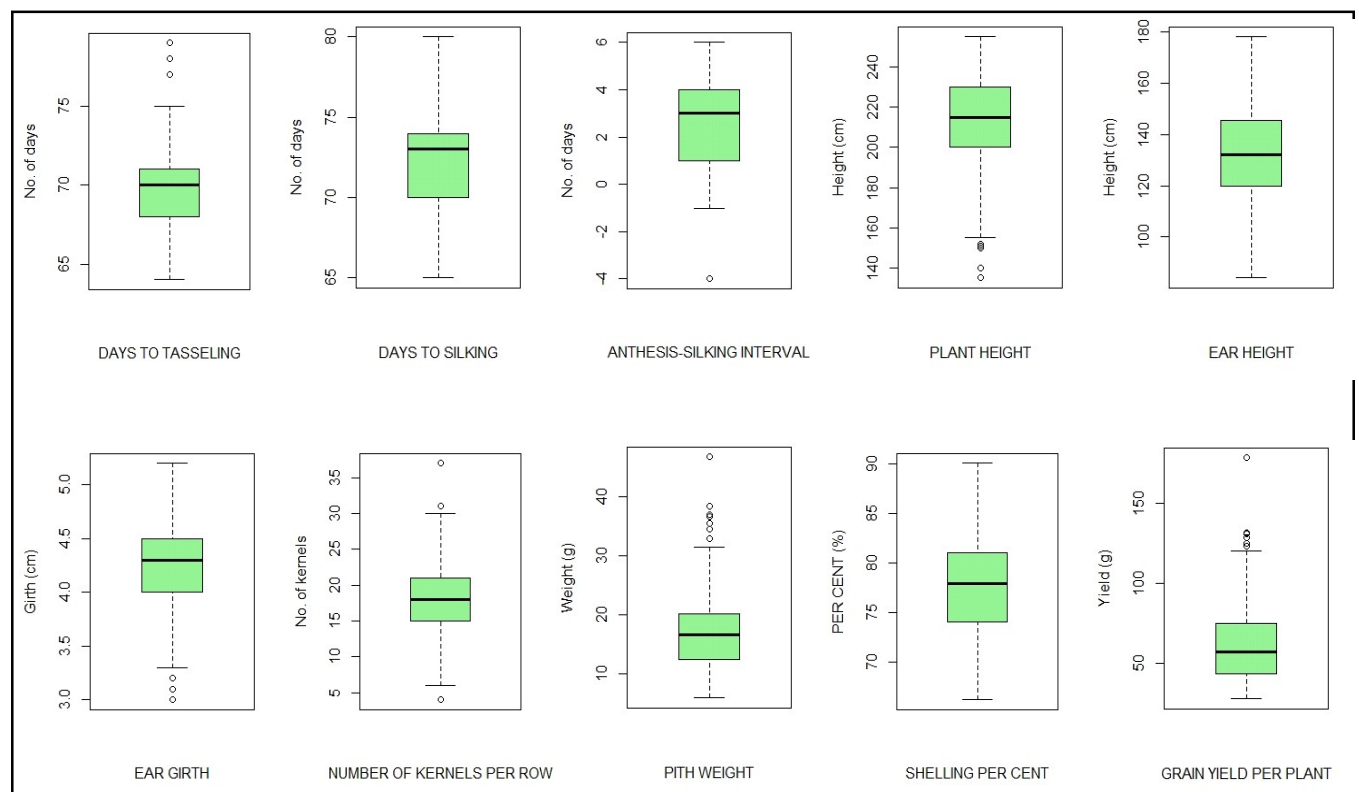 No. of days
75
70
65
DAYS TO TASSELING
No. of days
80
75
70
65
DAYS TO SILKING
No. of days
6
4
2
0
-2
-4
ANTHESIS-SILKING INTERVAL
Height (cm)
240
220
200
180
160
140
PLANT HEIGHT
Height (cm)
180
160
140
120
100
EAR HEIGHT
Girth (cm)
5.0
4.5
4.0
3.5
3.0
EAR GIRTH
No. of kernels
35
30
25
20
15
10
5
NUMBER OF KERNELS PER ROW
Weight (g)
40
30
20
10
PITH WEIGHT
PER CENT (%)
90
85
80
75
70
SHELLING PER CENT
Yield (g)
150
100
50
GRAIN YIELD PER PLANT